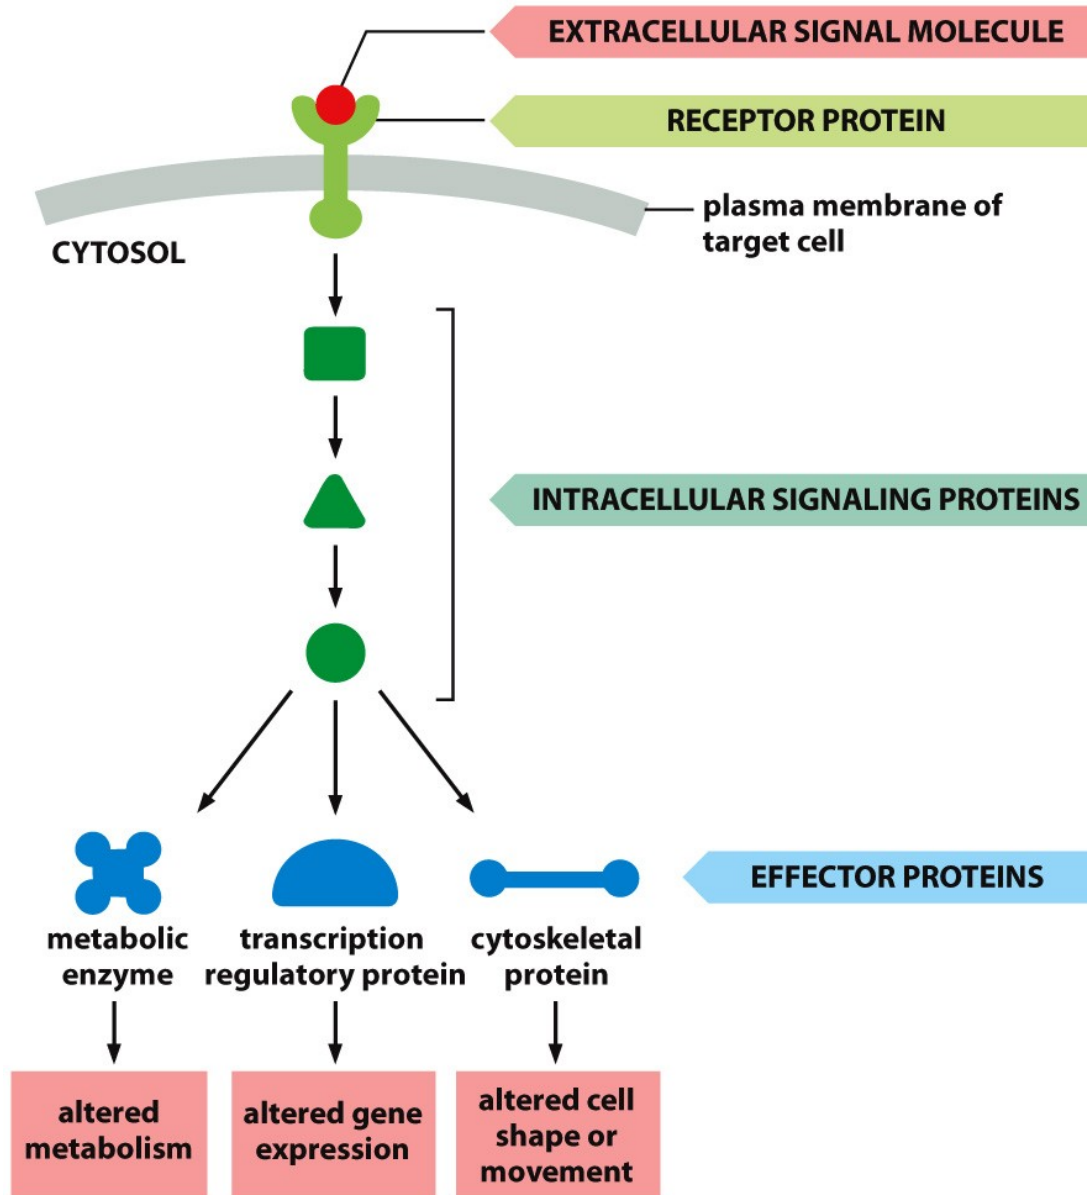 EXTRACELLULAR SIGNAL MOLECULE
RECEPTOR PROTEIN
plasma membrane of
target cell
CYTOSOL
INTRACELLULAR SIGNALING PROTEINS
EFFECTOR PROTEINS
metabolic
enzyme
transcription
regulatory protein
cytoskeletal
protein
altered
metabolism
altered gene
expression
altered cell
shape or
movement